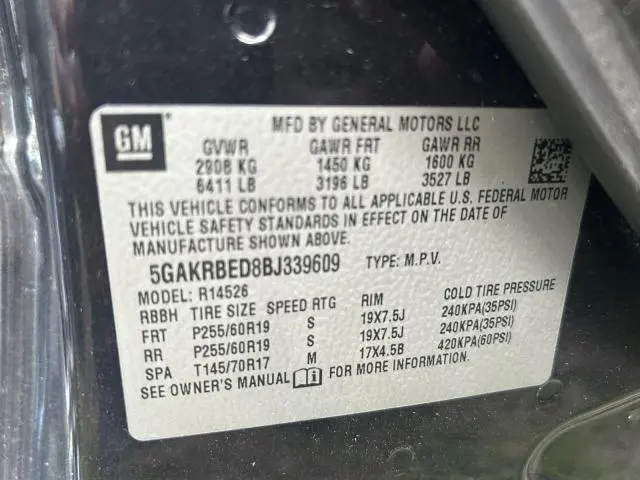 GM
MFD BY GENERAL MOTORS LLC
GVWR GAWR FRT GAWR RR
2908 KG 1450 KG 1600 KG
6411 LB 3196 LB 3527 LB
THIS VEHICLE CONFORMS TO ALL APPLICABLE U.S. FEDERAL MOTOR
VEHICLE SAFETY STANDARDS IN EFFECT ON THE DATE OF
MANUFACTURE SHOWN ABOVE.
5GAKRBED8BJ339609 TYPE: M.P.V.
MODEL: R14526
RBBH TIRE SIZE SPEED RTG RIM COLD TIRE PRESSURE
FRT P255/60R19 S 19X7.5J 240KPA(35PSI)
RR P255/60R19 S 19X7.5J 240KPA(35PSI)
SPA T145/70R17 M 17X4.5B 420KPA(60PSI)
SEE OWNER'S MANUAL i FOR MORE INFORMATION.